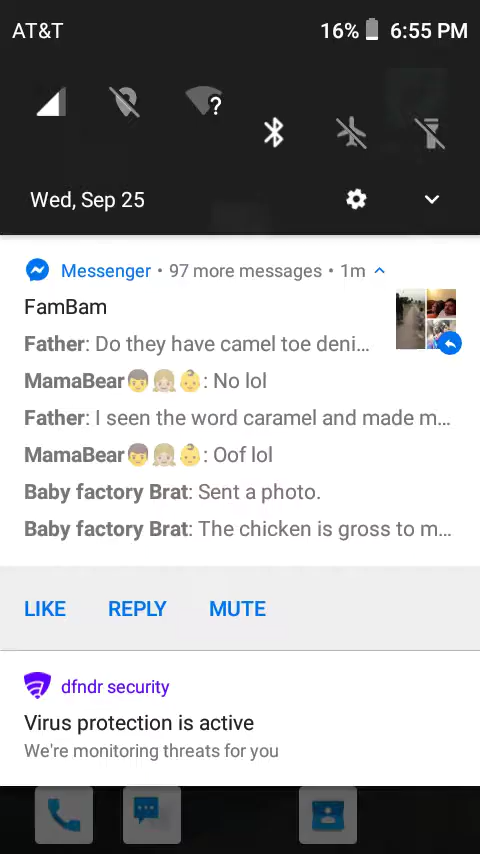 AT&T 16% 6:55 PM
?
Wed, Sep 25
Messenger • 97 more messages • 1m
FamBam
Father: Do they have camel toe deni...
MamaBear👨👧👶: No lol
Father: I seen the word caramel and made m...
MamaBear👨👧👶: Oof lol
Baby factory Brat: Sent a photo.
Baby factory Brat: The chicken is gross to m...
LIKE REPLY MUTE
dfndr security
Virus protection is active
We're monitoring threats for you